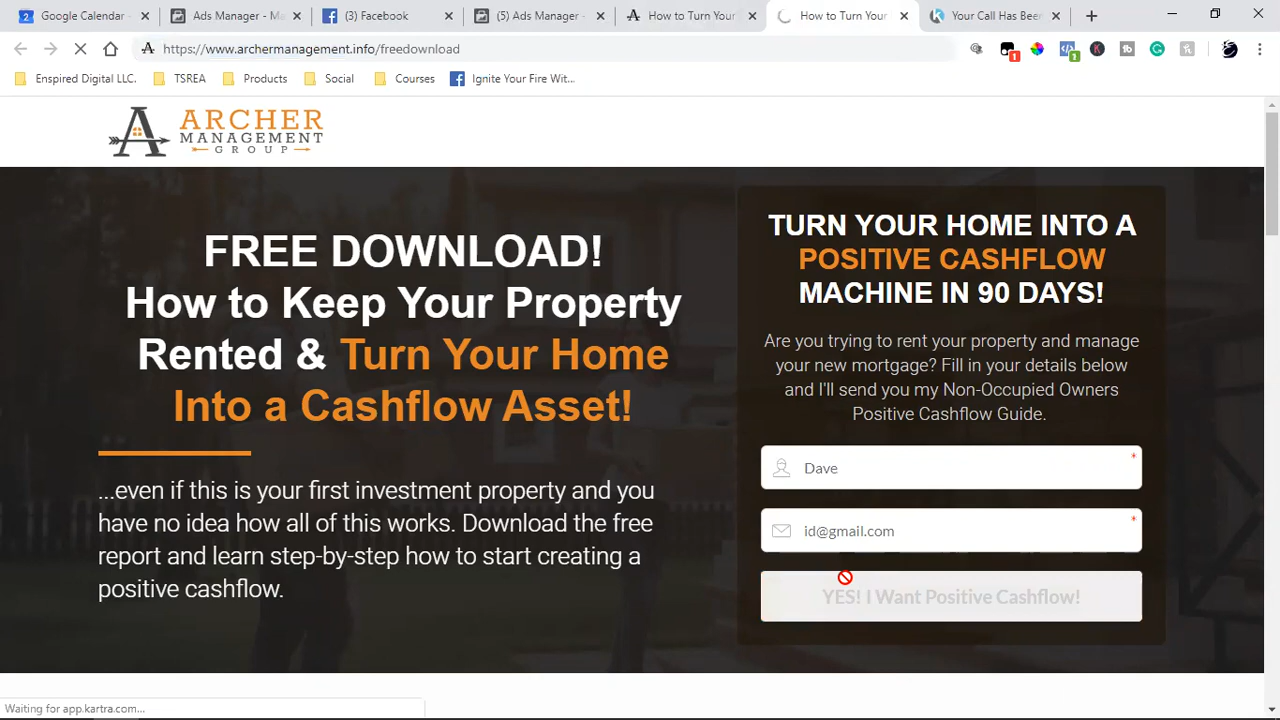 2 Google Calendar -
Ads Manager - Ma
(3) Facebook
(5) Ads Manager -
How to Turn Your
How to Turn Your
Your Call Has Been
https://www.archermanagement.info/freedownload
1
1
Enspired Digital LLC.
TSREA
Products
Social
Courses
Ignite Your Fire Wit...
ARCHER
MANAGEMENT
GROUP
FREE DOWNLOAD!
How to Keep Your Property
Rented & Turn Your Home
Into a Cashflow Asset!
...even if this is your first investment property and you
have no idea how all of this works. Download the free
report and learn step-by-step how to start creating a
positive cashflow.
TURN YOUR HOME INTO A
POSITIVE CASHFLOW
MACHINE IN 90 DAYS!
Are you trying to rent your property and manage
your new mortgage? Fill in your details below
and I'll send you my Non-Occupied Owners
Positive Cashflow Guide.
Dave
id@gmail.com
YES! I Want Positive Cashflow!
Waiting for app.kartra.com...